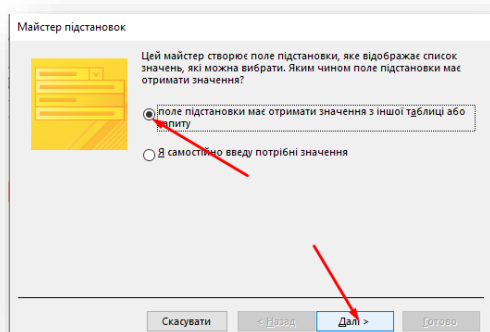 Майстер підстановок
Цей майстер створює поле підстановки, яке відображає список
значень, які можна вибрати. Яким чином поле підстановки має
отримати значення?
поле підстановки має отримати значення з іншої таблиці або
запиту
Я самостійно введу потрібні значення
Скасувати < Назад Далі > Готово